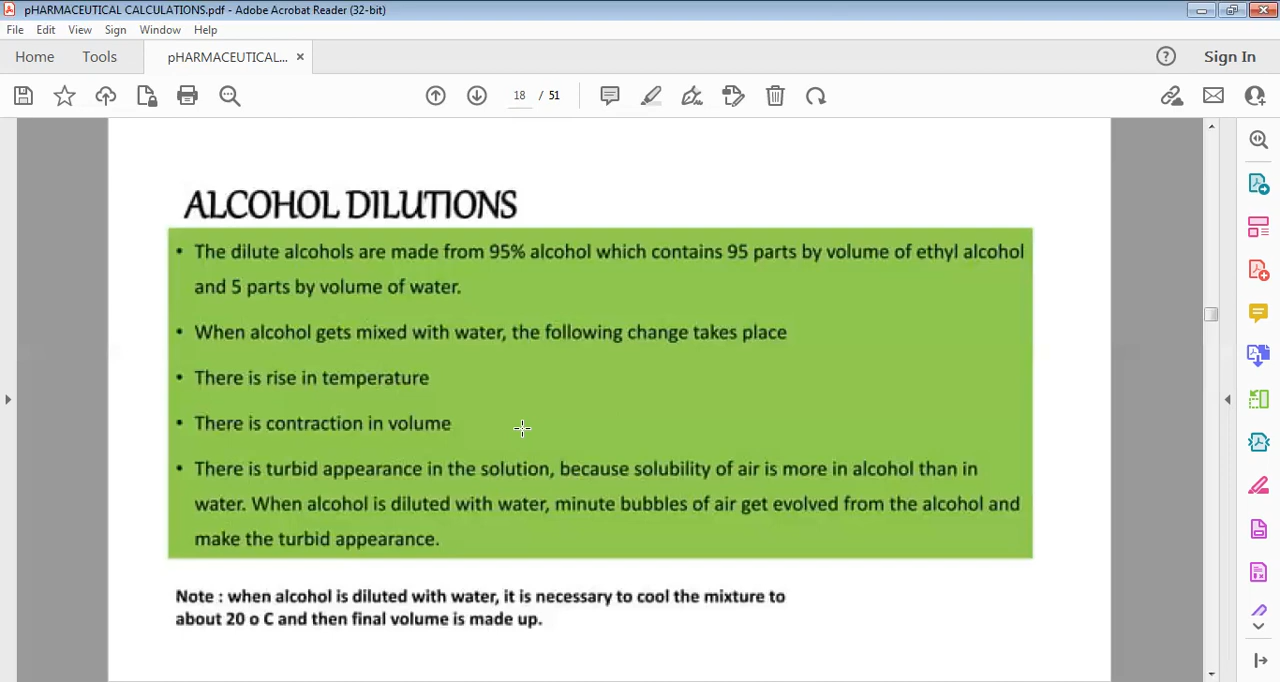 pHARMACEUTICAL CALCULATIONS.pdf - Adobe Acrobat Reader (32-bit)
File Edit View Sign Window Help
Home Tools pHARMACEUTICAL... × Sign In
18 / 51
ALCOHOL DILUTIONS
• The dilute alcohols are made from 95% alcohol which contains 95 parts by volume of ethyl alcohol
and 5 parts by volume of water.
• When alcohol gets mixed with water, the following change takes place
• There is rise in temperature
• There is contraction in volume
• There is turbid appearance in the solution, because solubility of air is more in alcohol than in
water. When alcohol is diluted with water, minute bubbles of air get evolved from the alcohol and
make the turbid appearance.
Note : when alcohol is diluted with water, it is necessary to cool the mixture to
about 20 o C and then final volume is made up.